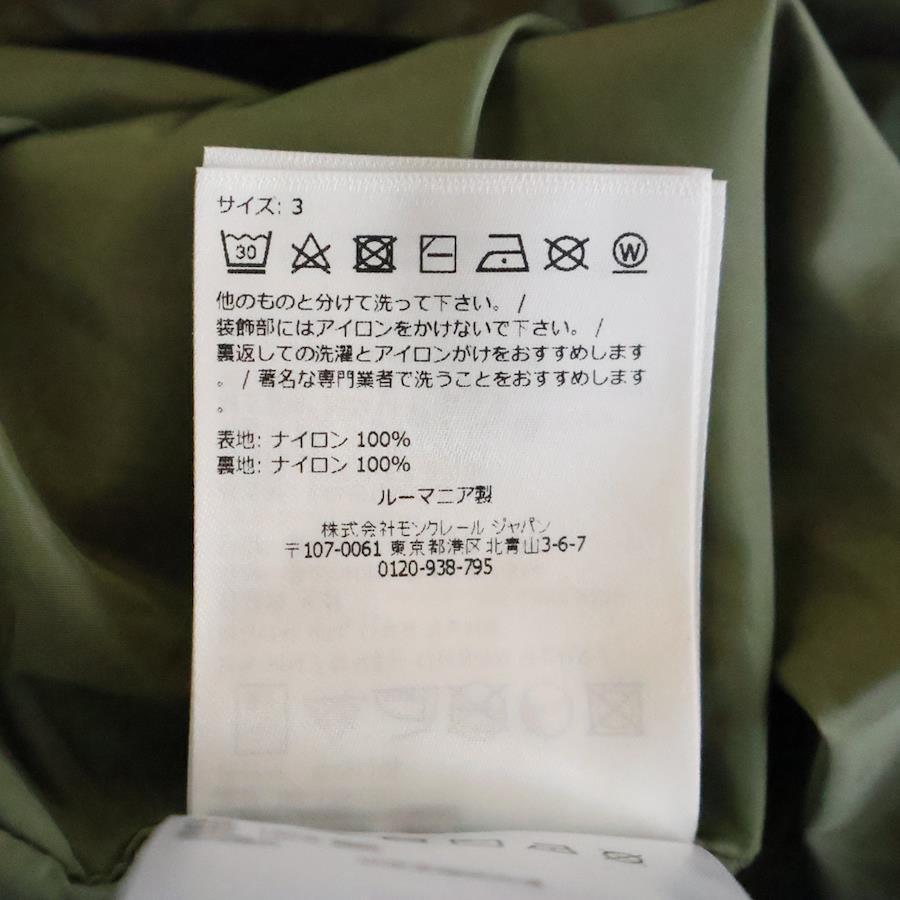 サイズ: 3
30 W
他のものと分けて洗って下さい。 /
装飾部にはアイロンをかけないで下さい。 /
裏返しての洗濯とアイロンがけをおすすめします
。 / 著名な専門業者で洗うことをおすすめします
。
表地: ナイロン 100%
裏地: ナイロン 100%
ルーマニア製
株式会社モンクレール ジャパン
〒107-0061 東京都港区北青山3-6-7
0120-938-795